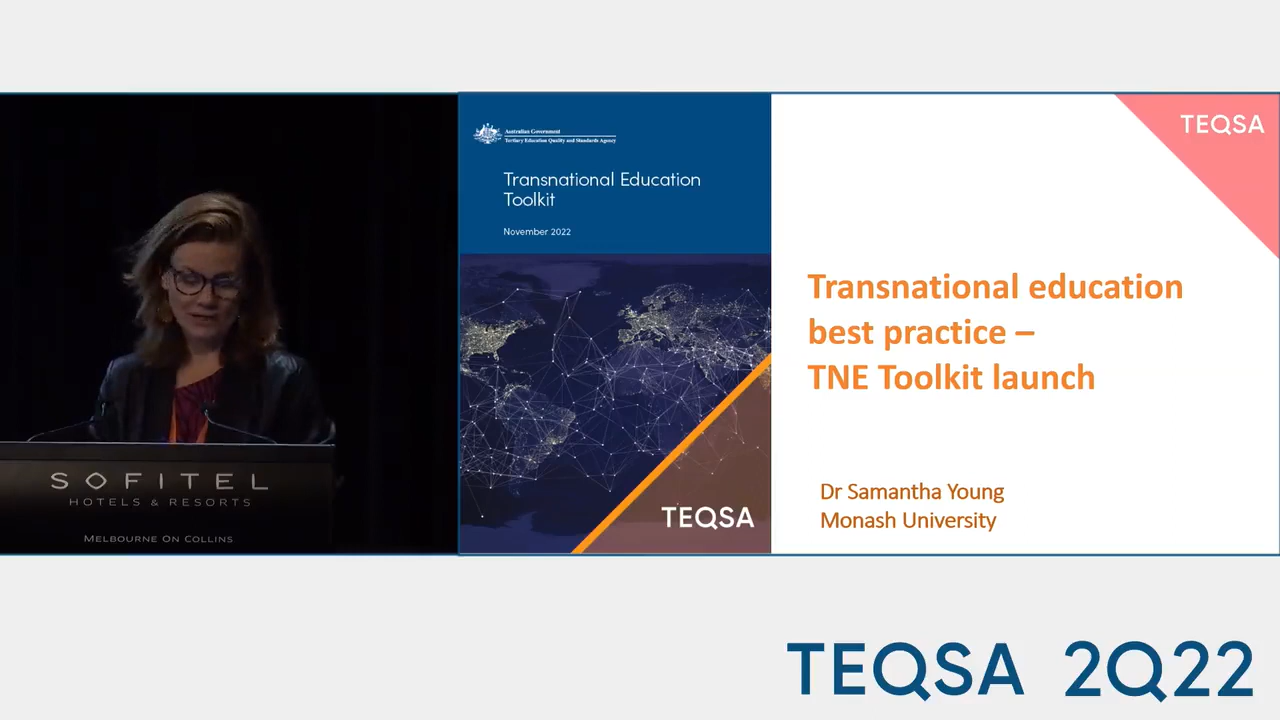 SOFITEL
HOTELS & RESORTS
MELBOURNE ON COLLINS
Australian Government
Tertiary Education Quality and Standards Agency
Transnational Education
Toolkit
November 2022
TEQSA
TEQSA
Transnational education
best practice –
TNE Toolkit launch
Dr Samantha Young
Monash University
TEQSA 2Q22